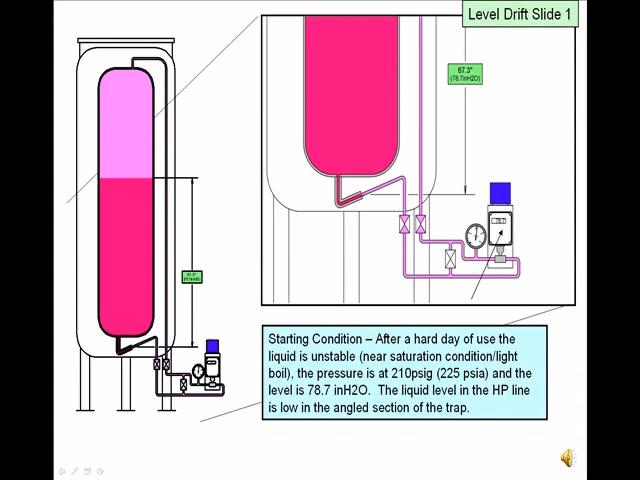 Level Drift Slide 1
67.3"
(78.7inH2O)
78.7
Starting Condition – After a hard day of use the
liquid is unstable (near saturation condition/light
boil), the pressure is at 210psig (225 psia) and the
level is 78.7 inH2O.  The liquid level in the HP line
is low in the angled section of the trap.